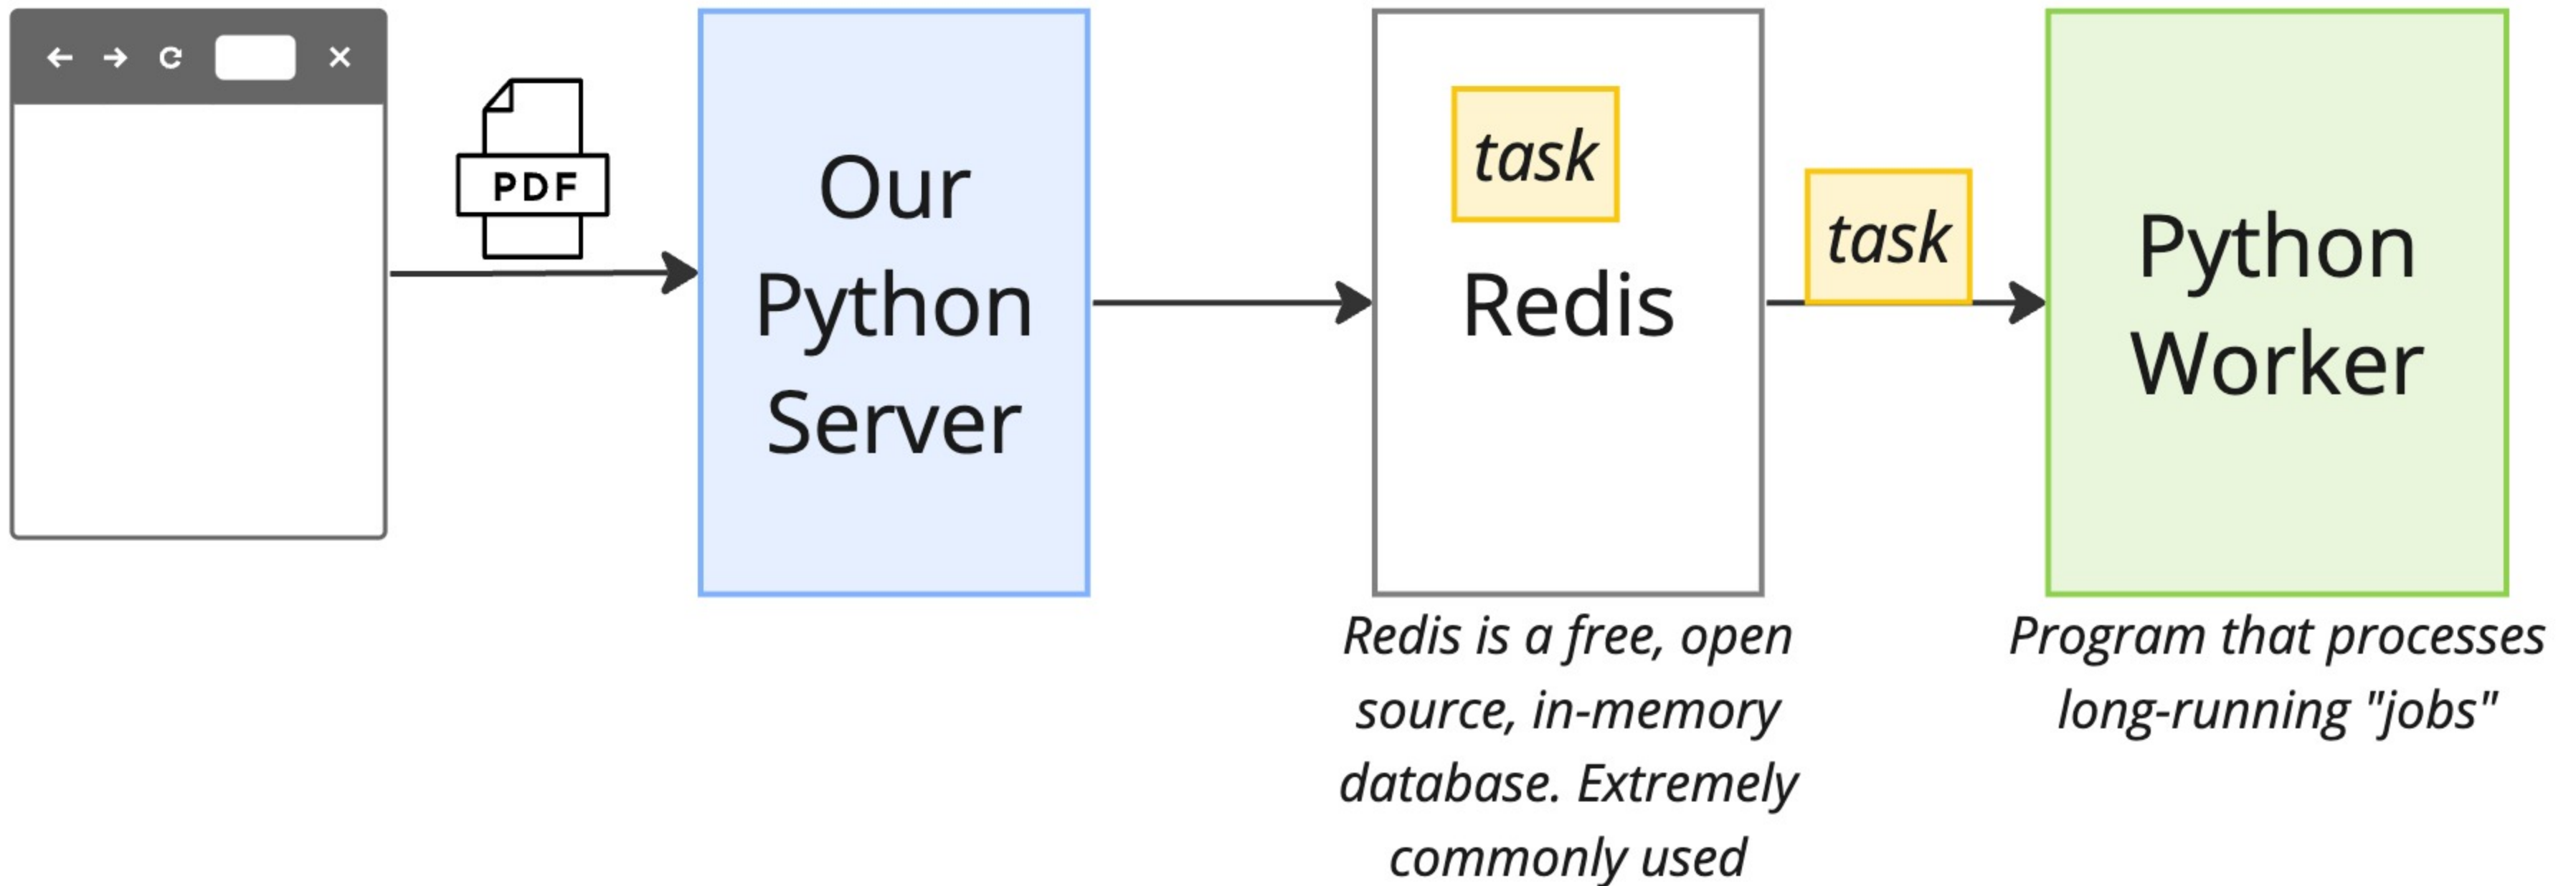 PDF
Our
Python
Server
task
Redis
task
Python
Worker
Redis is a free, open
source, in-memory
database. Extremely
commonly used
Program that processes
long-running "jobs"